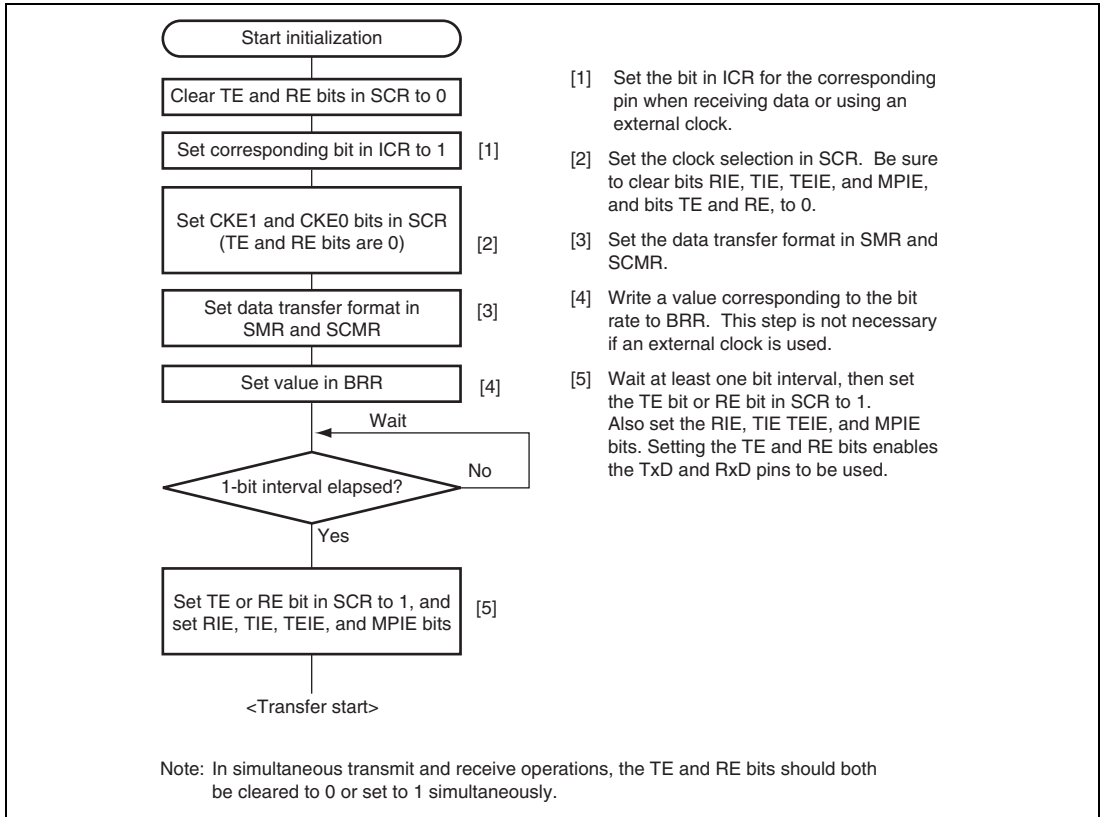 Start initialization
Clear TE and RE bits in SCR to 0
Set corresponding bit in ICR to 1
[1]
Set CKE1 and CKE0 bits in SCR
(TE and RE bits are 0)
[2]
Set data transfer format in
SMR and SCMR
[3]
Set value in BRR
[4]
Wait
No
1-bit interval elapsed?
Yes
Set TE or RE bit in SCR to 1, and
set RIE, TIE, TEIE, and MPIE bits
[5]
<Transfer start>
[1] Set the bit in ICR for the corresponding
pin when receiving data or using an
external clock.
[2] Set the clock selection in SCR. Be sure
to clear bits RIE, TIE, TEIE, and MPIE,
and bits TE and RE, to 0.
[3] Set the data transfer format in SMR and
SCMR.
[4] Write a value corresponding to the bit
rate to BRR. This step is not necessary
if an external clock is used.
[5] Wait at least one bit interval, then set
the TE bit or RE bit in SCR to 1.
Also set the RIE, TIE TEIE, and MPIE
bits. Setting the TE and RE bits enables
the TxD and RxD pins to be used.
Note: In simultaneous transmit and receive operations, the TE and RE bits should both
be cleared to 0 or set to 1 simultaneously.